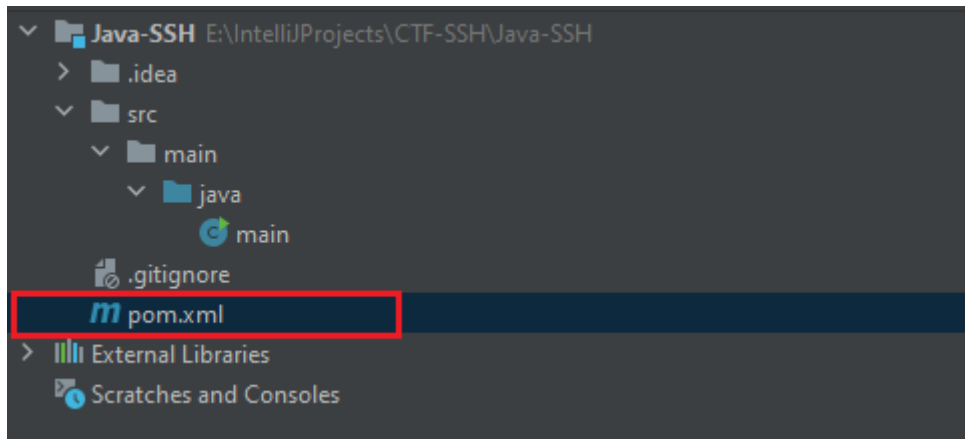 Java-SSH E:\IntelliJProjects\CTF-SSH\Java-SSH
.idea
src
main
java
main
.gitignore
pom.xml
External Libraries
Scratches and Consoles